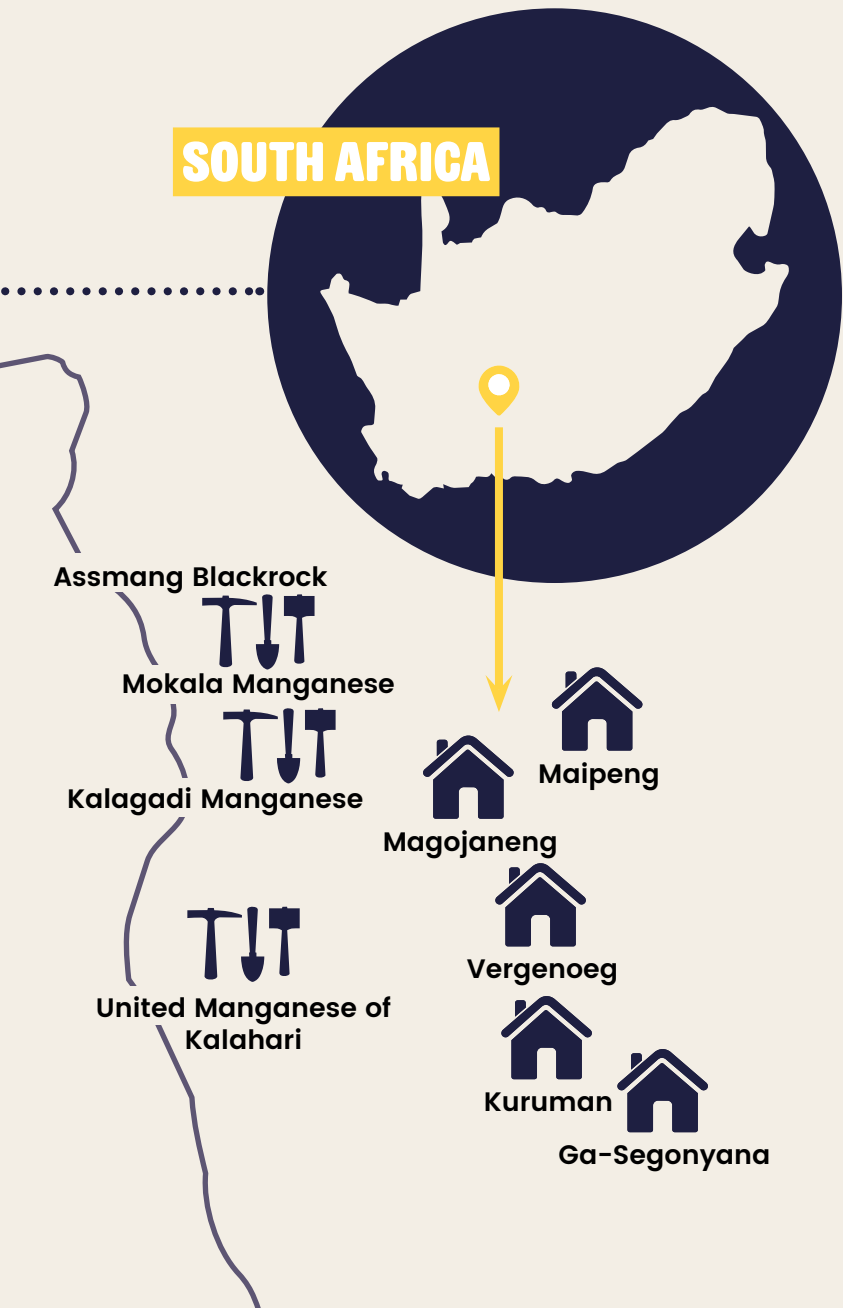 SOUTH AFRICA
Assmang Blackrock
Mokala Manganese
Kalagadi Manganese
Maipeng
Magojaneng
Vergenoeg
United Manganese of
Kalahari
Kuruman
Ga-Segonyana